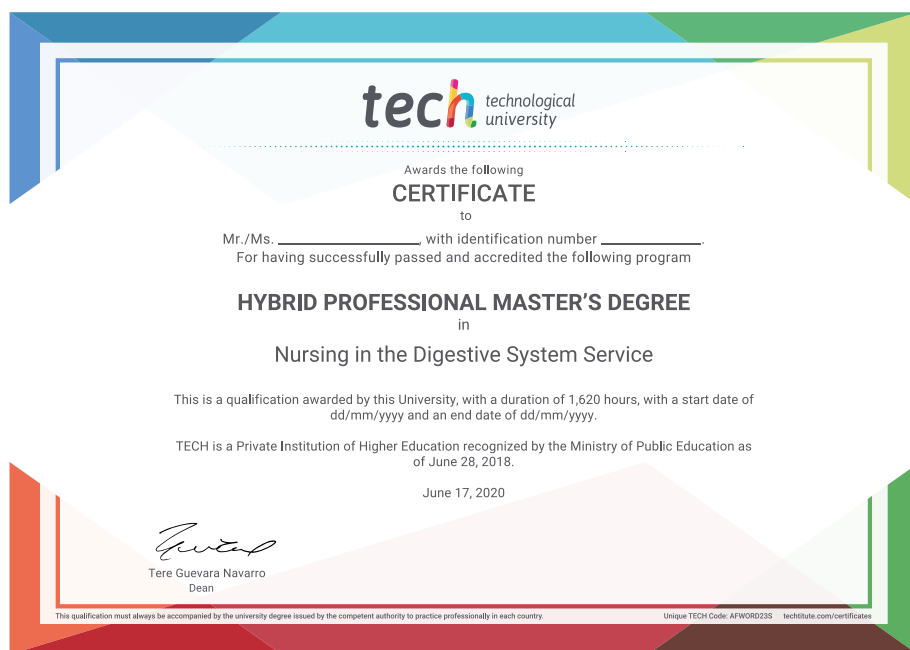 tech technological
university
Awards the following
CERTIFICATE
to
Mr./Ms. ____________________, with identification number ______________.
For having successfully passed and accredited the following program
HYBRID PROFESSIONAL MASTER'S DEGREE
in
Nursing in the Digestive System Service
This is a qualification awarded by this University, with a duration of 1,620 hours, with a start date of
dd/mm/yyyy and an end date of dd/mm/yyyy.
TECH is a Private Institution of Higher Education recognized by the Ministry of Public Education as
of June 28, 2018.
June 17, 2020
Tere Guevara Navarro
Dean
This qualification must always be accompanied by the university degree issued by the competent authority to practice professionally in each country.
Unique TECH Code: AFWORD23S techtitute.com/certificates